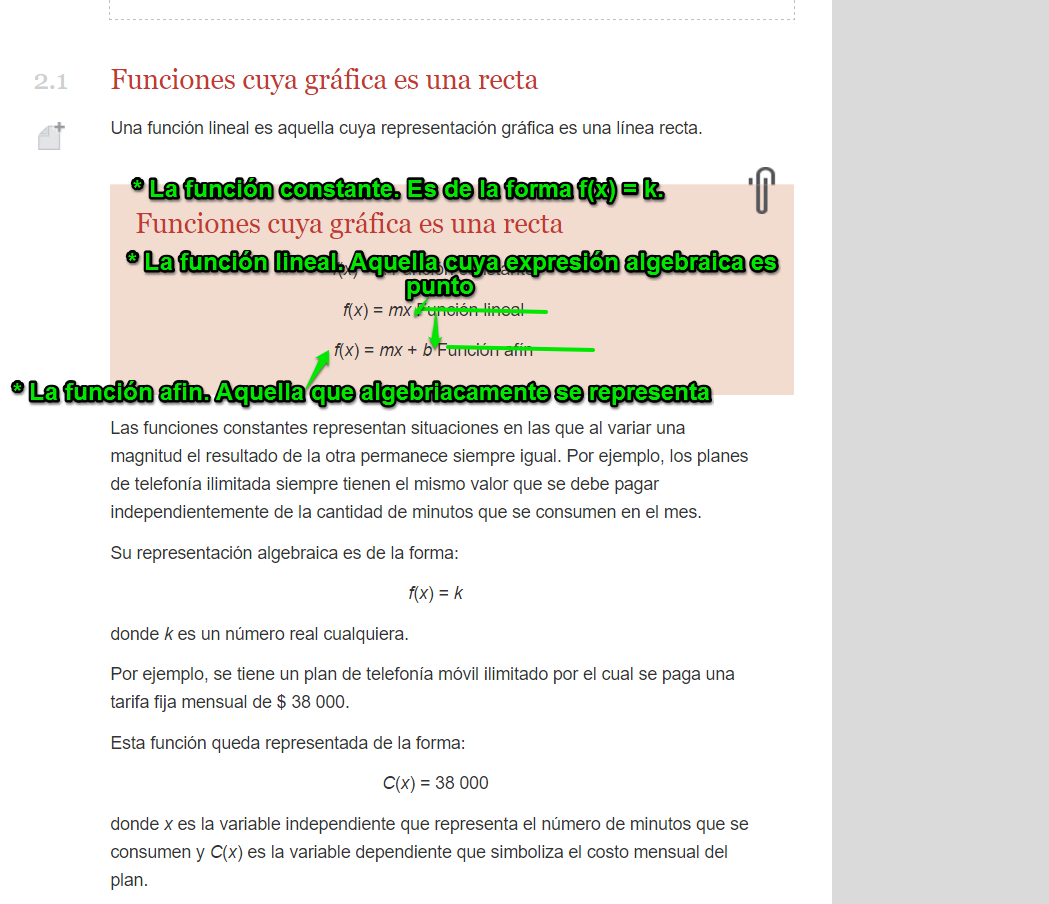 2.1 Funciones cuya gráfica es una recta
Una función lineal es aquella cuya representación gráfica es una línea recta.
* La función constante. Es de la forma f(x) = k.
Funciones cuya gráfica es una recta
* La función lineal. Aquella cuya expresión algebraica es
punto
f(x) = mx Función lineal
f(x) = mx + b Función afín
* La función afin. Aquella que algebriacamente se representa
Las funciones constantes representan situaciones en las que al variar una
magnitud el resultado de la otra permanece siempre igual. Por ejemplo, los planes
de telefonía ilimitada siempre tienen el mismo valor que se debe pagar
independientemente de la cantidad de minutos que se consumen en el mes.
Su representación algebraica es de la forma:
f(x) = k
donde k es un número real cualquiera.
Por ejemplo, se tiene un plan de telefonía móvil ilimitado por el cual se paga una
tarifa fija mensual de $ 38 000.
Esta función queda representada de la forma:
C(x) = 38 000
donde x es la variable independiente que representa el número de minutos que se
consumen y C(x) es la variable dependiente que simboliza el costo mensual del
plan.